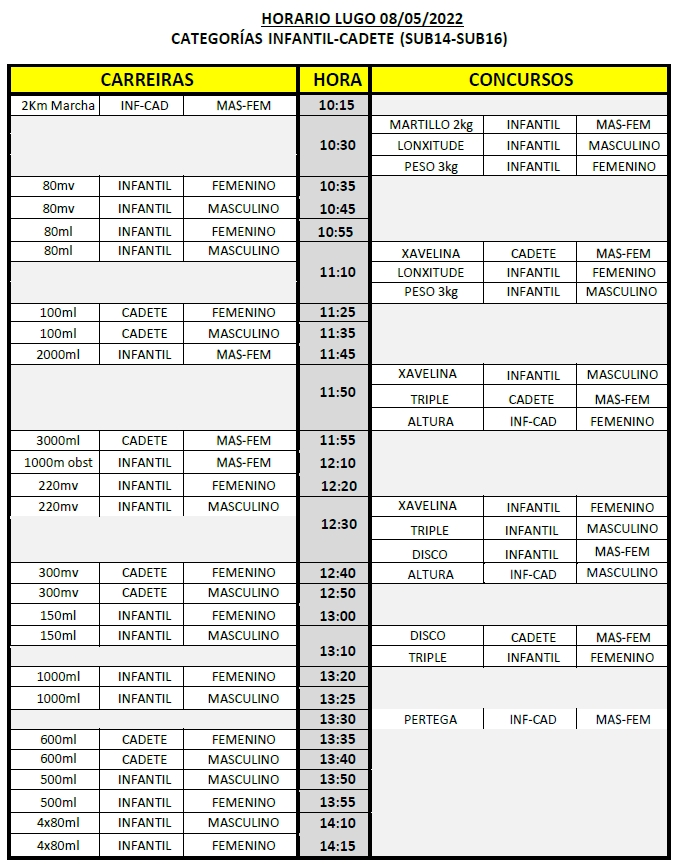 HORARIO LUGO 08/05/2022
CATEGORÍAS INFANTIL-CADETE (SUB14-SUB16)
CARREIRAS HORA CONCURSOS
2Km Marcha INF-CAD MAS-FEM 10:15
10:30 MARTILLO 2kg INFANTIL MAS-FEM
LONXITUDE INFANTIL MASCULINO
PESO 3kg INFANTIL FEMENINO
80mv INFANTIL FEMENINO 10:35
80mv INFANTIL MASCULINO 10:45
80ml INFANTIL FEMENINO 10:55
80ml INFANTIL MASCULINO 11:10 XAVELINA CADETE MAS-FEM
LONXITUDE INFANTIL FEMENINO
PESO 3kg INFANTIL MASCULINO
100ml CADETE FEMENINO 11:25
100ml CADETE MASCULINO 11:35
2000ml INFANTIL MAS-FEM 11:45
11:50 XAVELINA INFANTIL MASCULINO
TRIPLE CADETE MAS-FEM
ALTURA INF-CAD FEMENINO
3000ml CADETE MAS-FEM 11:55
1000m obst INFANTIL MAS-FEM 12:10
220mv INFANTIL FEMENINO 12:20
220mv INFANTIL MASCULINO 12:30 XAVELINA INFANTIL FEMENINO
TRIPLE INFANTIL MASCULINO
DISCO INFANTIL MAS-FEM
300mv CADETE FEMENINO 12:40 ALTURA INF-CAD MASCULINO
300mv CADETE MASCULINO 12:50
150ml INFANTIL FEMENINO 13:00
150ml INFANTIL MASCULINO 13:10 DISCO CADETE MAS-FEM
TRIPLE INFANTIL FEMENINO
1000ml INFANTIL FEMENINO 13:20
1000ml INFANTIL MASCULINO 13:25
13:30 PERTEGA INF-CAD MAS-FEM
600ml CADETE FEMENINO 13:35
600ml CADETE MASCULINO 13:40
500ml INFANTIL MASCULINO 13:50
500ml INFANTIL FEMENINO 13:55
4x80ml INFANTIL MASCULINO 14:10
4x80ml INFANTIL FEMENINO 14:15